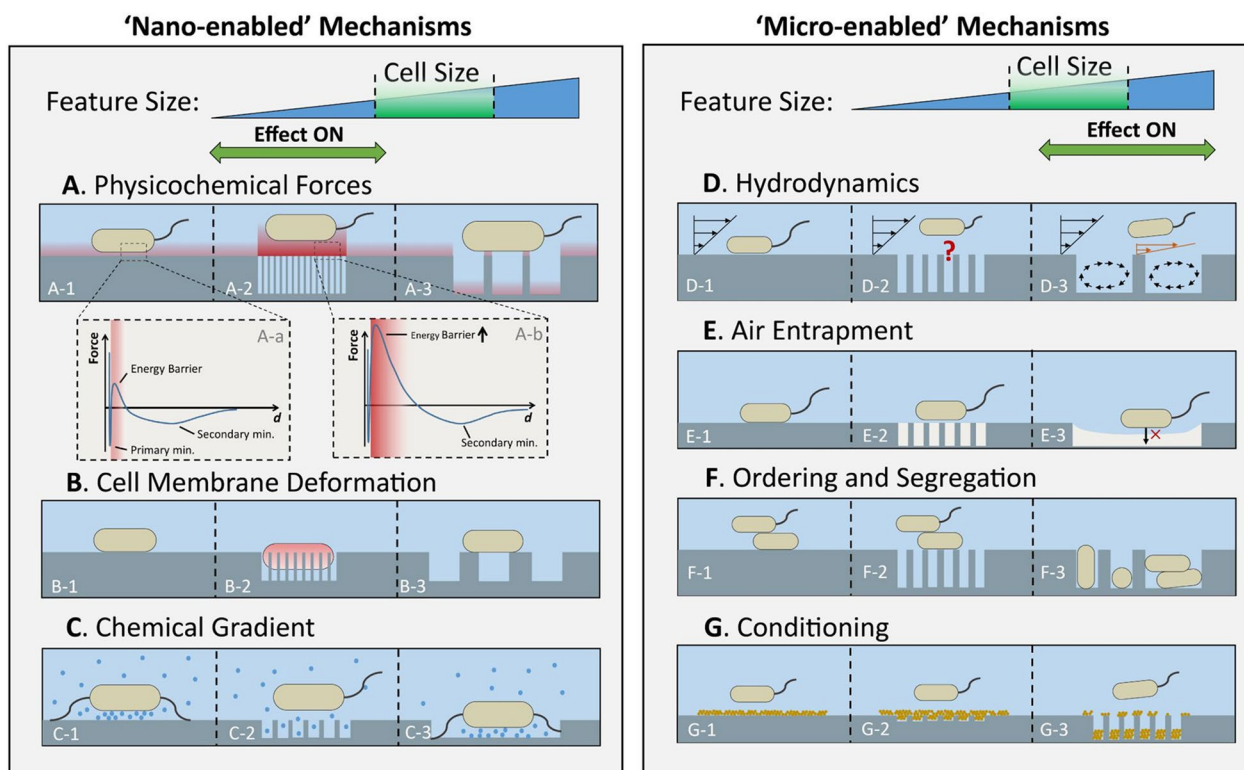 'Nano-enabled' Mechanisms
Cell Size
Feature Size:
Effect ON
A. Physicochemical Forces
A-1
A-2
A-3
A-a
Force
Energy Barrier
d
Secondary min.
Primary min.
A-b
Force
Energy Barrier
d
Secondary min.
B. Cell Membrane Deformation
B-1
B-2
B-3
C. Chemical Gradient
C-1
C-2
C-3
'Micro-enabled' Mechanisms
Cell Size
Feature Size:
Effect ON
D. Hydrodynamics
?
D-1
D-2
D-3
E. Air Entrapment
E-1
E-2
E-3
F. Ordering and Segregation
F-1
F-2
F-3
G. Conditioning
G-1
G-2
G-3